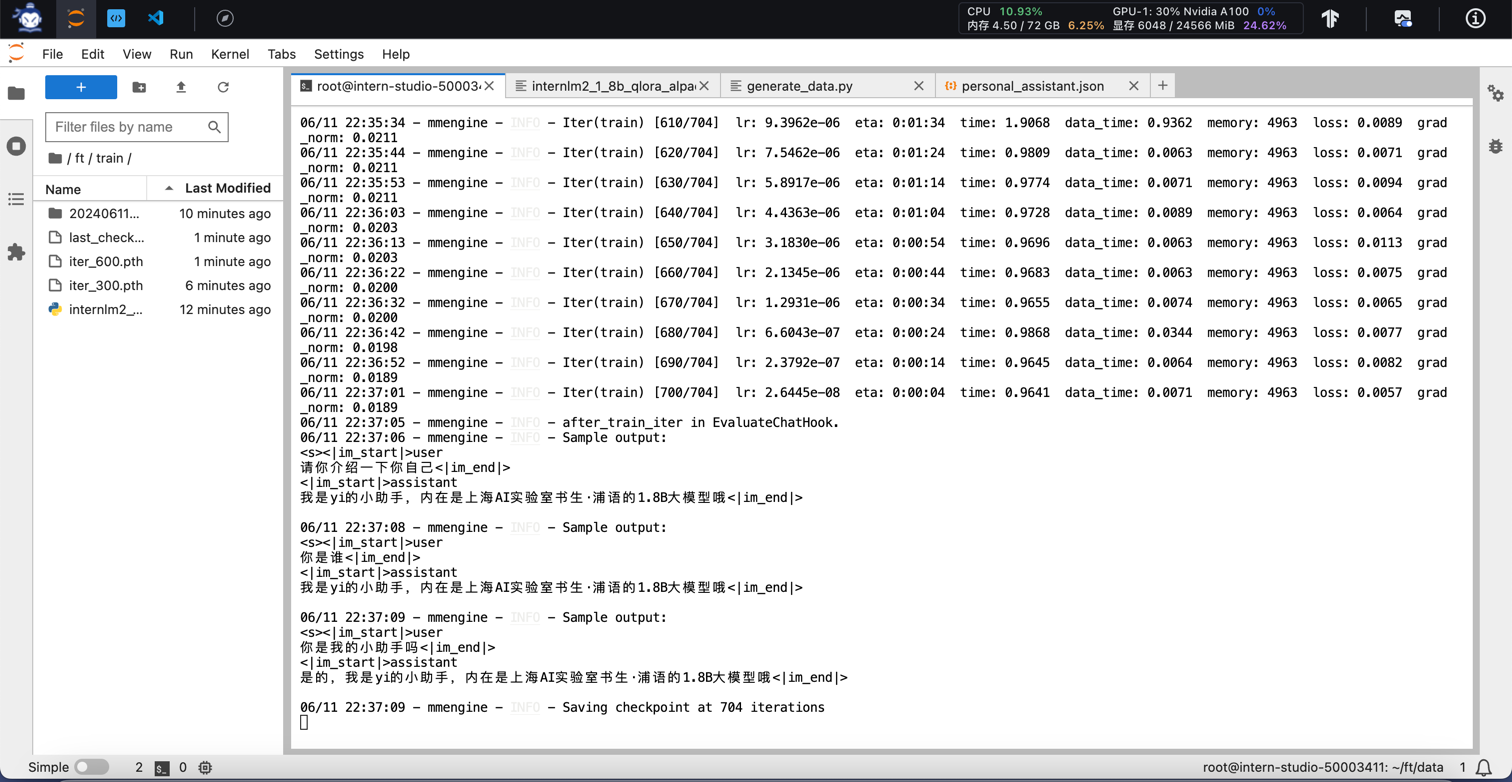 CPU 10.93% GPU-1: 30% Nvidia A100 0%
内存 4.50 / 72 GB 6.25% 显存 6048 / 24566 MiB 24.62%
File Edit View Run Kernel Tabs Settings Help
root@intern-studio-50003 internlm2_1_8b_qlora_alpa generate_data.py personal_assistant.json
Filter files by name
/ ft / train /
Name Last Modified
20240611... 10 minutes ago
last_check... 1 minute ago
iter_600.pth 1 minute ago
iter_300.pth 6 minutes ago
internlm2_... 12 minutes ago
06/11 22:35:34 - mmengine - INFO - Iter(train) [610/704] lr: 9.3962e-06 eta: 0:01:34 time: 1.9068 data_time: 0.9362 memory: 4963 loss: 0.0089 grad
_norm: 0.0211
06/11 22:35:44 - mmengine - INFO - Iter(train) [620/704] lr: 7.5462e-06 eta: 0:01:24 time: 0.9809 data_time: 0.0063 memory: 4963 loss: 0.0071 grad
_norm: 0.0211
06/11 22:35:53 - mmengine - INFO - Iter(train) [630/704] lr: 5.8917e-06 eta: 0:01:14 time: 0.9774 data_time: 0.0071 memory: 4963 loss: 0.0094 grad
_norm: 0.0211
06/11 22:36:03 - mmengine - INFO - Iter(train) [640/704] lr: 4.4363e-06 eta: 0:01:04 time: 0.9728 data_time: 0.0089 memory: 4963 loss: 0.0064 grad
_norm: 0.0203
06/11 22:36:13 - mmengine - INFO - Iter(train) [650/704] lr: 3.1830e-06 eta: 0:00:54 time: 0.9696 data_time: 0.0063 memory: 4963 loss: 0.0113 grad
_norm: 0.0203
06/11 22:36:22 - mmengine - INFO - Iter(train) [660/704] lr: 2.1345e-06 eta: 0:00:44 time: 0.9683 data_time: 0.0063 memory: 4963 loss: 0.0075 grad
_norm: 0.0200
06/11 22:36:32 - mmengine - INFO - Iter(train) [670/704] lr: 1.2931e-06 eta: 0:00:34 time: 0.9655 data_time: 0.0074 memory: 4963 loss: 0.0065 grad
_norm: 0.0200
06/11 22:36:42 - mmengine - INFO - Iter(train) [680/704] lr: 6.6043e-07 eta: 0:00:24 time: 0.9868 data_time: 0.0344 memory: 4963 loss: 0.0077 grad
_norm: 0.0198
06/11 22:36:52 - mmengine - INFO - Iter(train) [690/704] lr: 2.3792e-07 eta: 0:00:14 time: 0.9645 data_time: 0.0064 memory: 4963 loss: 0.0082 grad
_norm: 0.0189
06/11 22:37:01 - mmengine - INFO - Iter(train) [700/704] lr: 2.6445e-08 eta: 0:00:04 time: 0.9641 data_time: 0.0071 memory: 4963 loss: 0.0057 grad
_norm: 0.0189
06/11 22:37:05 - mmengine - INFO - after_train_iter in EvaluateChatHook.
06/11 22:37:06 - mmengine - INFO - Sample output:
<s><|im_start|>user
请你介绍一下你自己<|im_end|>
<|im_start|>assistant
我是yi的小助手，内在是上海AI实验室书生·浦语的1.8B大模型哦<|im_end|>
06/11 22:37:08 - mmengine - INFO - Sample output:
<s><|im_start|>user
你是谁<|im_end|>
<|im_start|>assistant
我是yi的小助手，内在是上海AI实验室书生·浦语的1.8B大模型哦<|im_end|>
06/11 22:37:09 - mmengine - INFO - Sample output:
<s><|im_start|>user
你是我的小助手吗<|im_end|>
<|im_start|>assistant
是的，我是yi的小助手，内在是上海AI实验室书生·浦语的1.8B大模型哦<|im_end|>
06/11 22:37:09 - mmengine - INFO - Saving checkpoint at 704 iterations
Simple 2 0 root@intern-studio-50003411: ~/ft/data 1